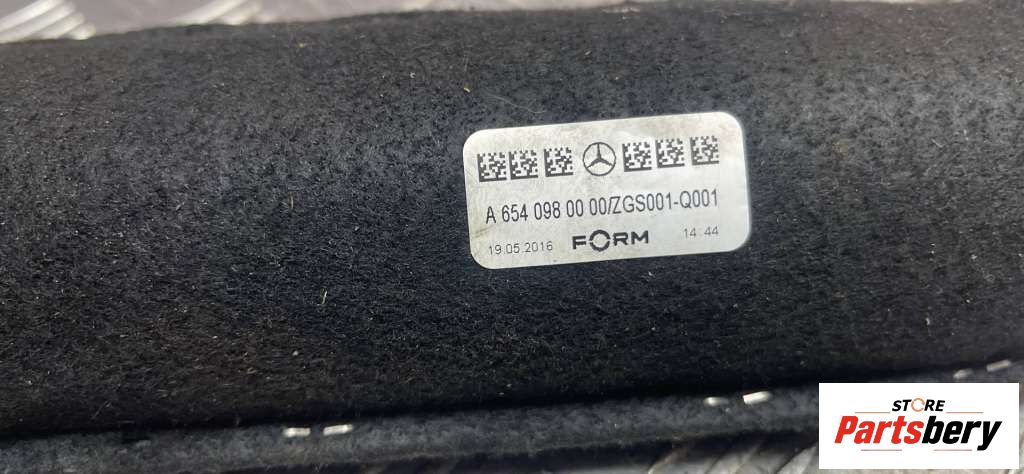 A 654 098 00 00/ZGS001-Q001
19.05.2016 FORM 14:44
STORE
Partsbery